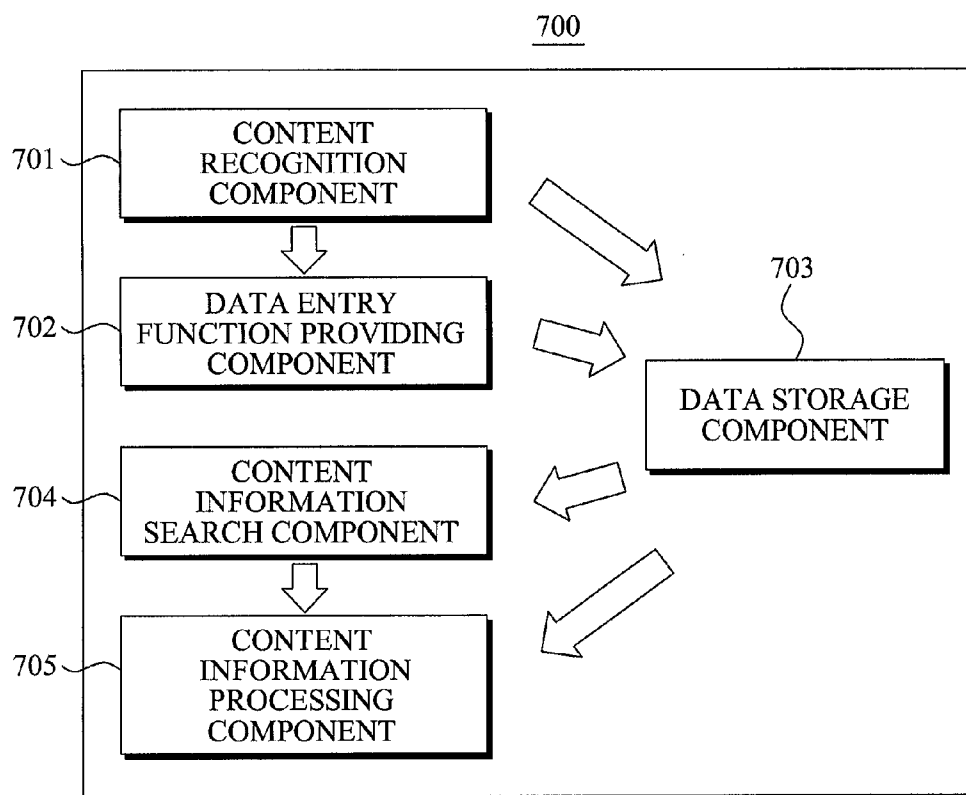 700
701
CONTENT
RECOGNITION
COMPONENT
702
DATA ENTRY
FUNCTION PROVIDING
COMPONENT
703
DATA STORAGE
COMPONENT
704
CONTENT
INFORMATION
SEARCH COMPONENT
705
CONTENT
INFORMATION
PROCESSING
COMPONENT